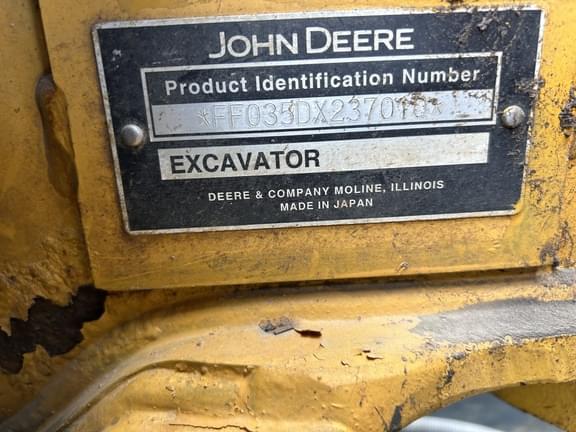 JOHN DEERE
Product Identification Number
*FF035DX237010*
EXCAVATOR
DEERE & COMPANY MOLINE, ILLINOIS
MADE IN JAPAN